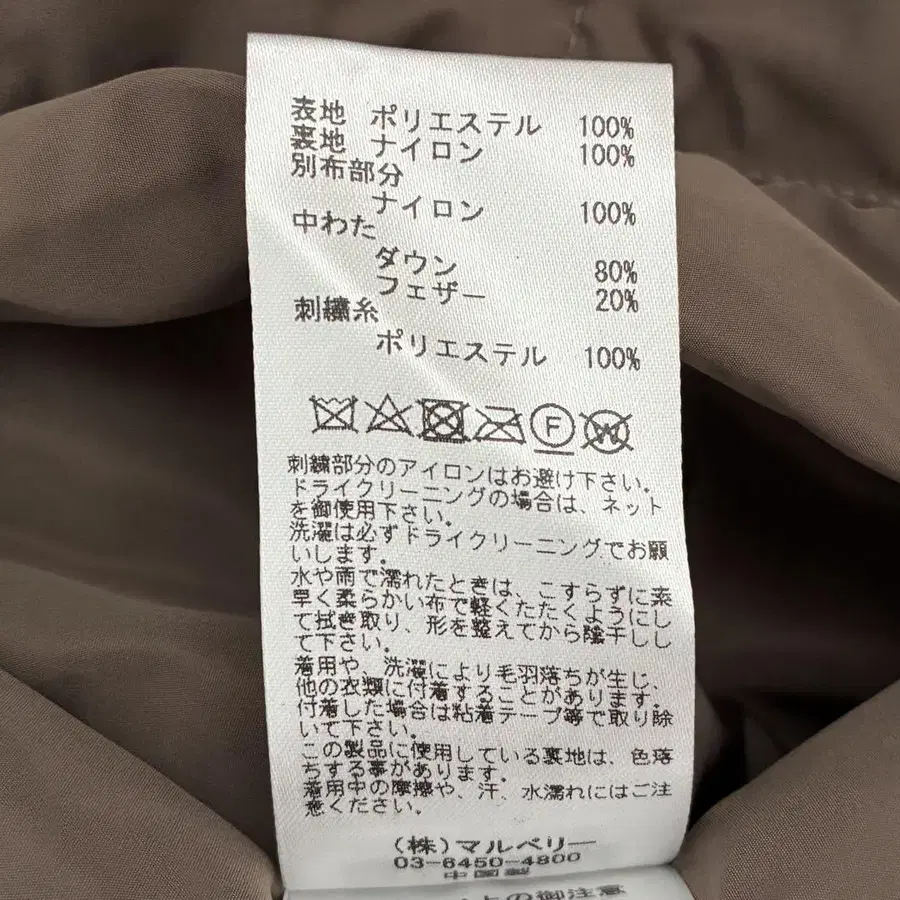 表地 ポリエステル 100%
裏地 ナイロン 100%
別布部分
ナイロン 100%
中わた
ダウン 80%
フェザー 20%
刺繍糸
ポリエステル 100%
F W
刺繍部分のアイロンはお避け下さい。
ドライクリーニングの場合は、ネット
を御使用下さい。
洗濯は必ずドライクリーニングでお願
いします。
水や雨で濡れたときは、こすらずに素
早く柔らかい布で軽くたたくようにし
て拭き取り、形を整えてから陰干しし
て下さい。
着用や、洗濯により毛羽落ちが生じ、
他の衣類に付着することがあります。
付着した場合は粘着テープ等で取り除
いて下さい。
この製品に使用している裏地は、色落
ちする事があります。
着用中の摩擦や、汗、水濡れにはご注
意ください。
(株)マルベリー
03-6450-4800
中国製
上の御注意